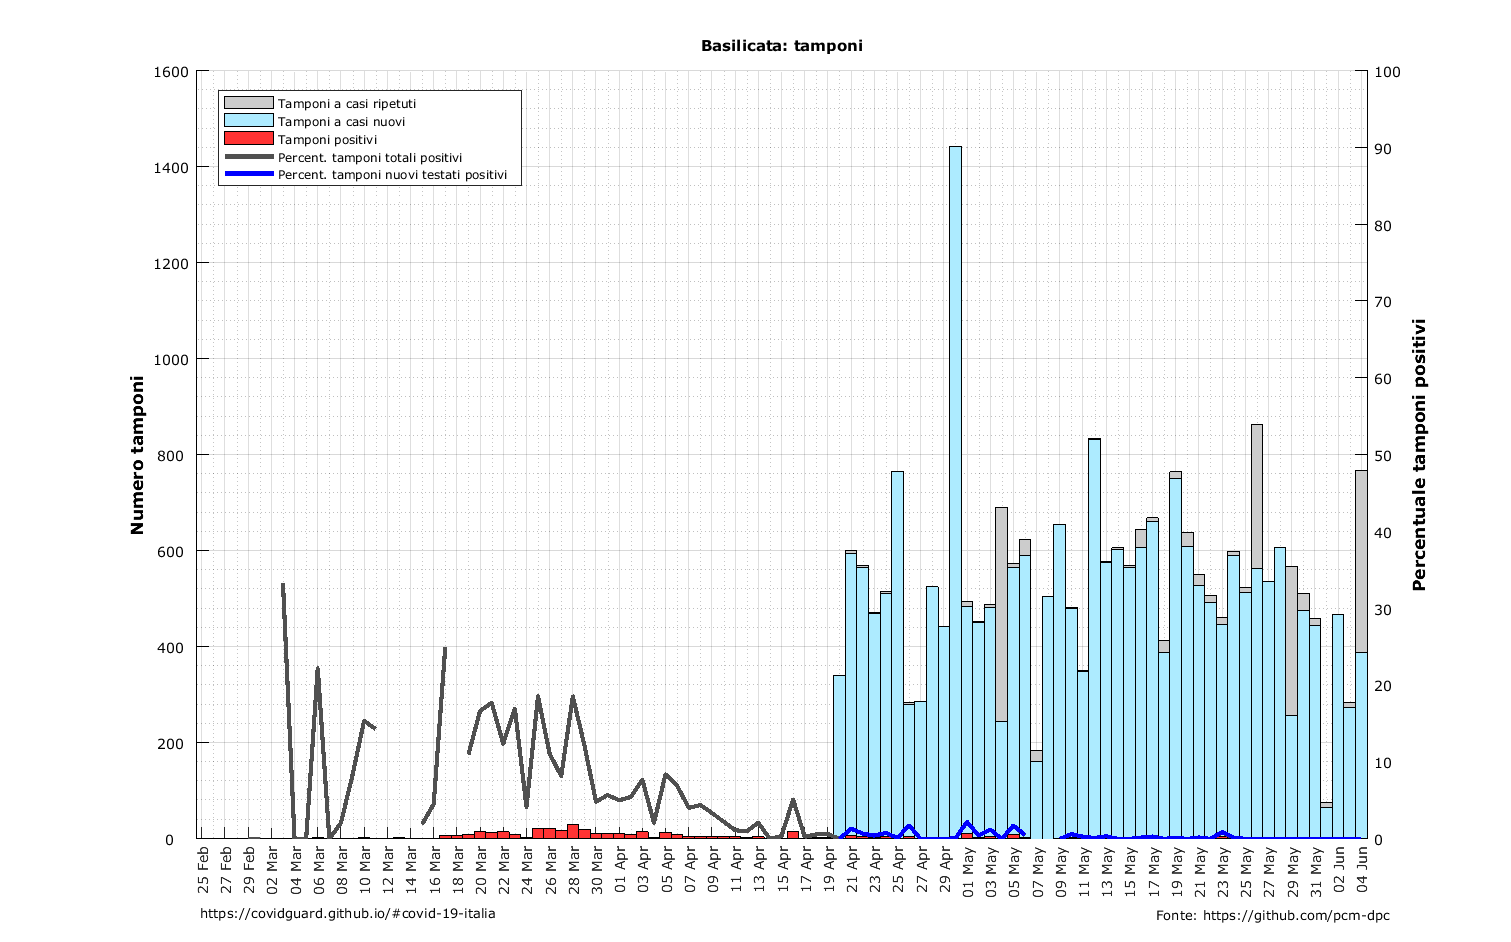 Basilicata: tamponi
Tamponi a casi ripetuti
Tamponi a casi nuovi
Tamponi positivi
Percent. tamponi totali positivi
Percent. tamponi nuovi testati positivi
Numero tamponi
1600
1400
1200
1000
800
600
400
200
0
100
90
80
70
60
50
40
30
20
10
0
Percentuale tamponi positivi
25 Feb
27 Feb
29 Feb
02 Mar
04 Mar
06 Mar
08 Mar
10 Mar
12 Mar
14 Mar
16 Mar
18 Mar
20 Mar
22 Mar
24 Mar
26 Mar
28 Mar
30 Mar
01 Apr
03 Apr
05 Apr
07 Apr
09 Apr
11 Apr
13 Apr
15 Apr
17 Apr
19 Apr
21 Apr
23 Apr
25 Apr
27 Apr
29 Apr
01 May
03 May
05 May
07 May
09 May
11 May
13 May
15 May
17 May
19 May
21 May
23 May
25 May
27 May
29 May
31 May
02 Jun
04 Jun
https://covidguard.github.io/#covid-19-italia
Fonte: https://github.com/pcm-dpc